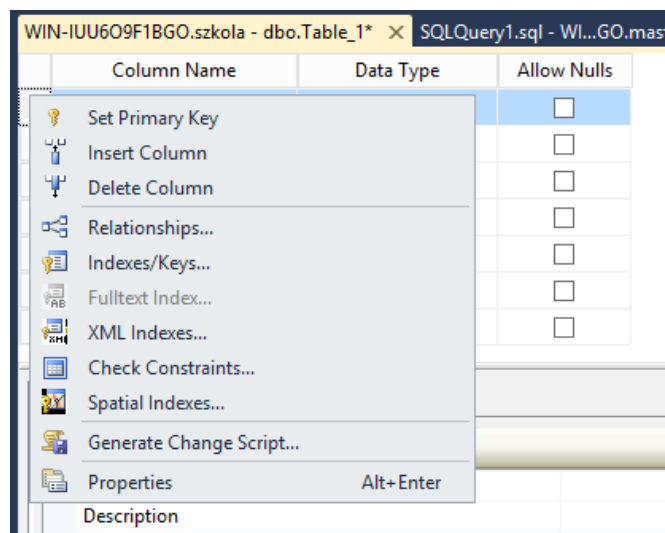 WIN-IUU6O9F1BGO.szkola - dbo.Table_1* SQLQuery1.sql - WI...GO.mas
Column Name Data Type Allow Nulls
Set Primary Key
Insert Column
Delete Column
Relationships...
Indexes/Keys...
Fulltext Index...
XML Indexes...
Check Constraints...
Spatial Indexes...
Generate Change Script...
Properties Alt+Enter
Description